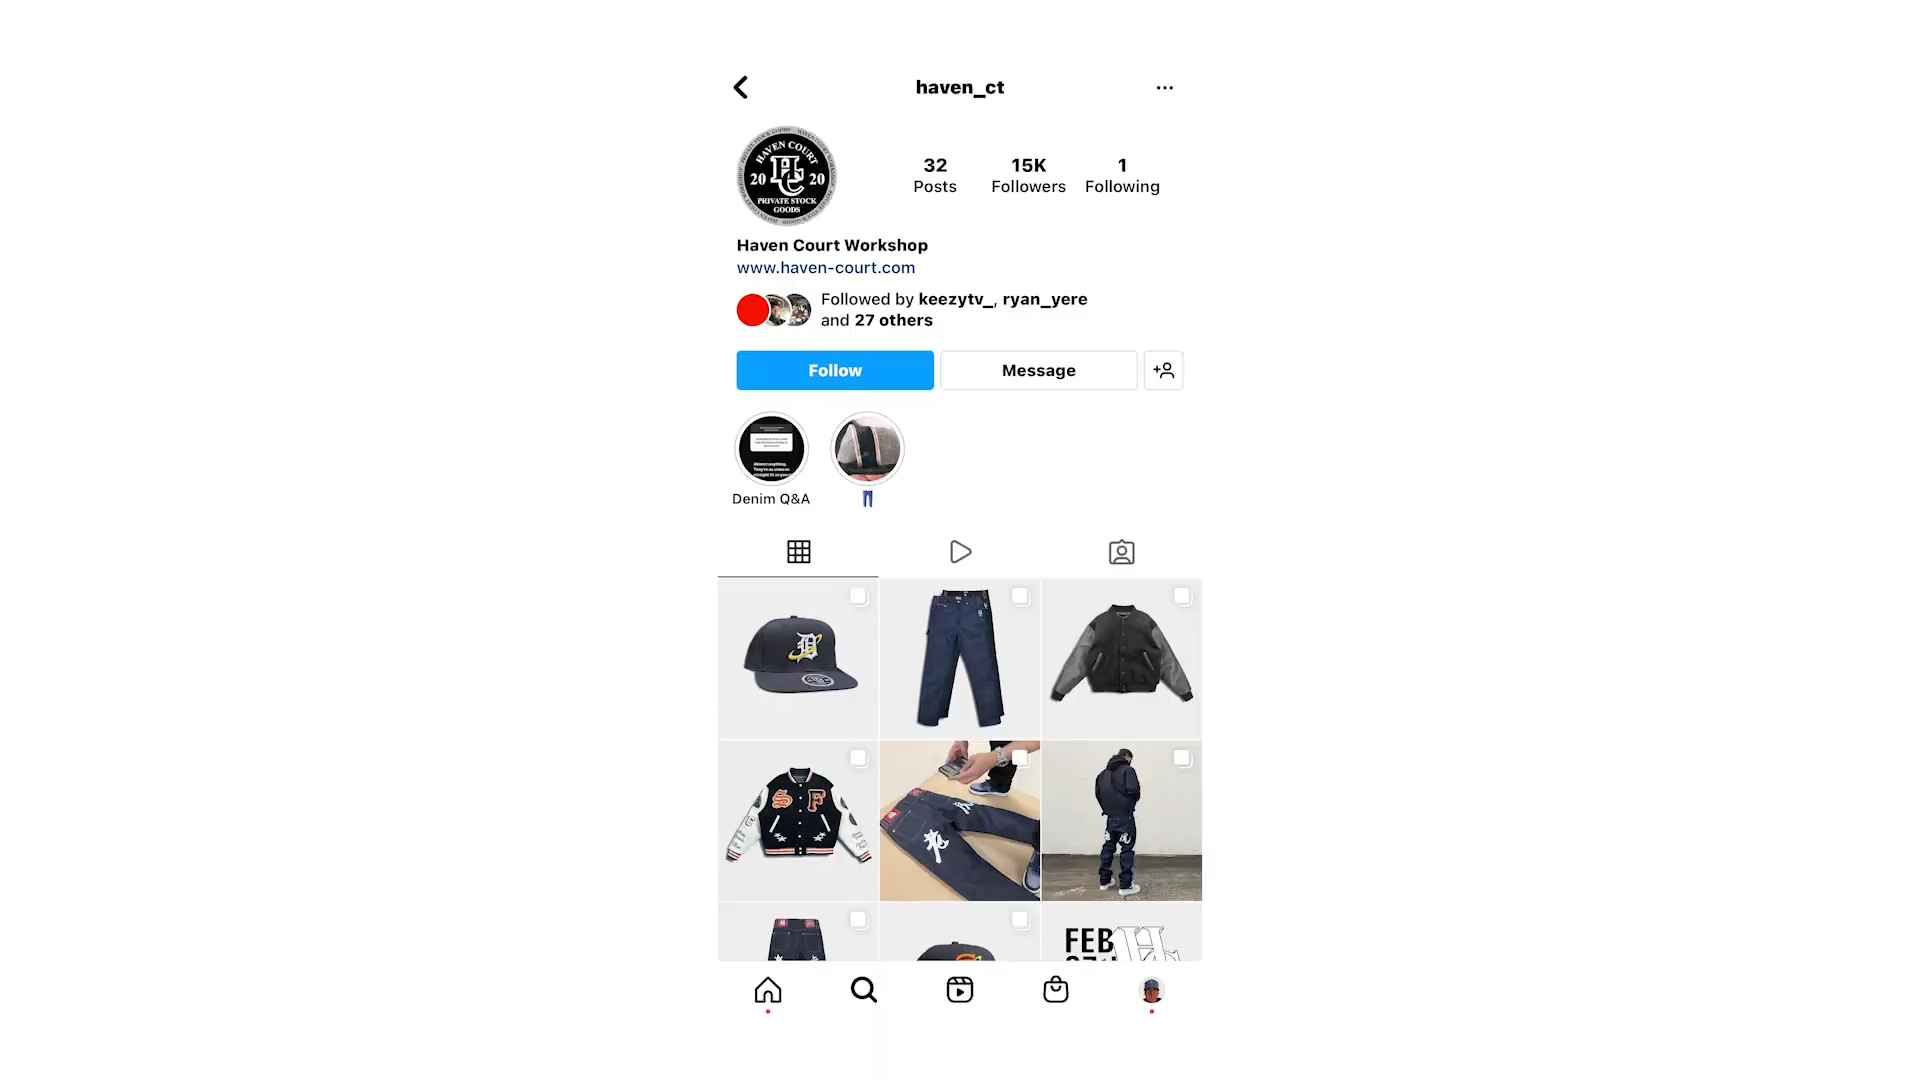 haven_ct
HAVEN COURT
20 20
PRIVATE STOCK
GOODS
32
Posts
15K
Followers
1
Following
Haven Court Workshop
www.haven-court.com
Followed by keezytv_, ryan_yere
and 27 others
Follow
Message
Denim Q&A
S F
FEB